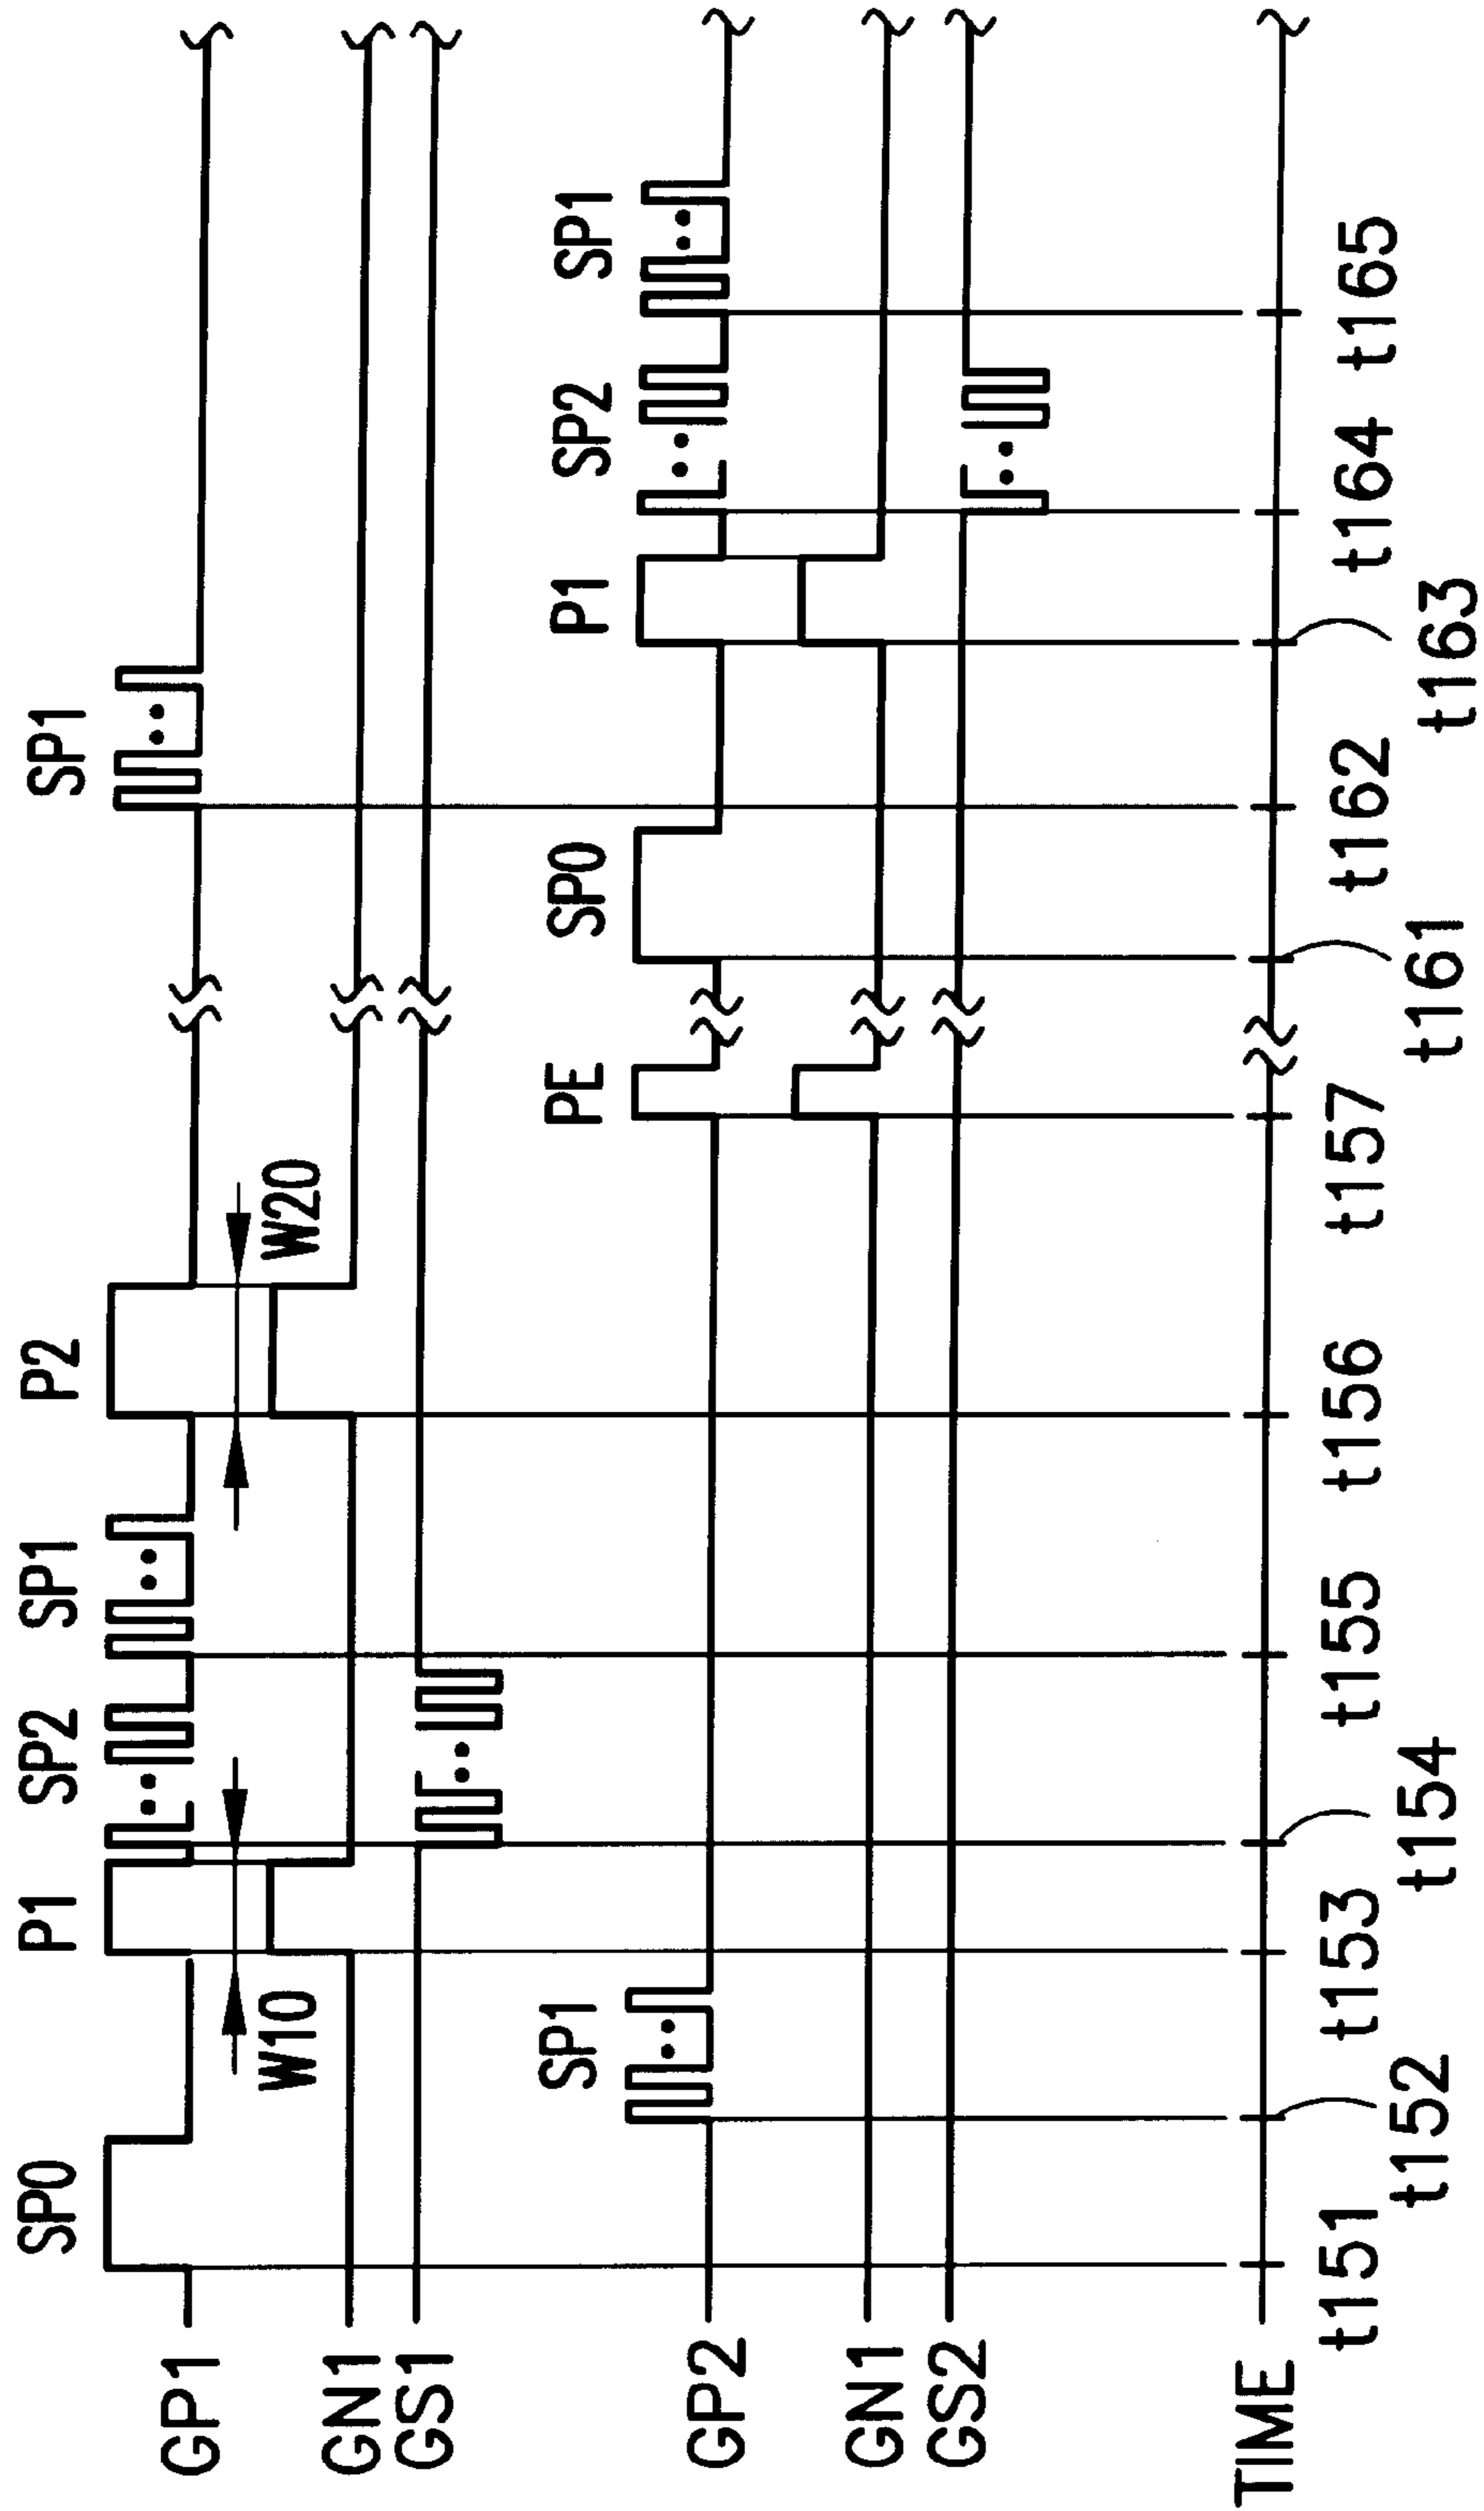 SP0 P1 SP2 SP1 P2 SP1
GP1
W10 W20
GN1
GS1
SP1 PE SP0 P1 SP2 SP1
GP2
GN1
GS2
TIME
t151 t153 t155 t156 t157 t162 t164 t165
t152 t154 t161 t163